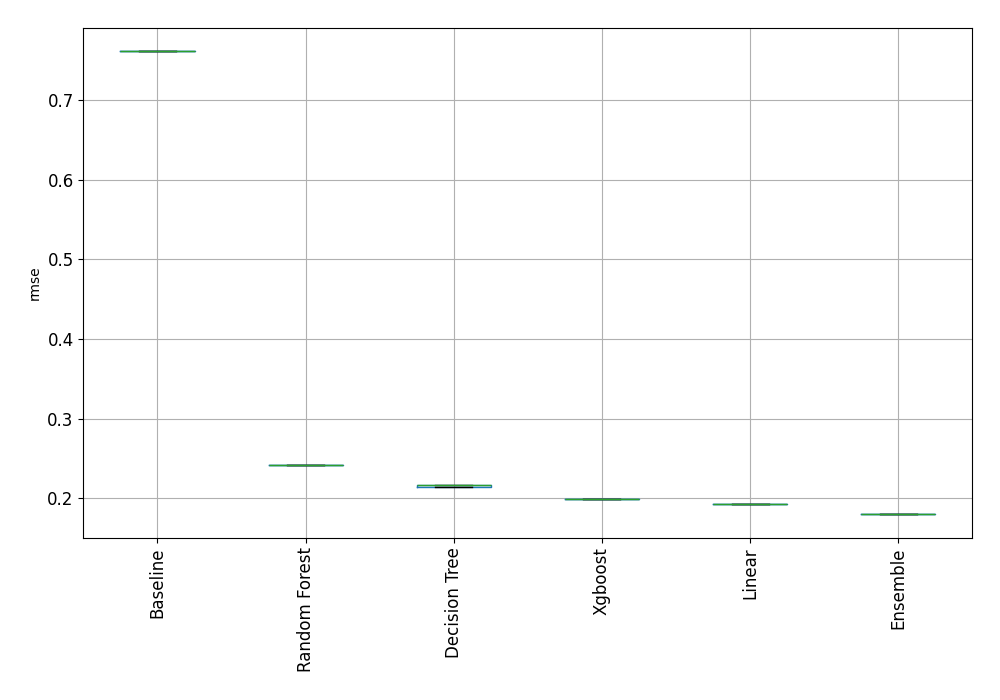 0.7
0.6
0.5
0.4
0.3
0.2
rmse
Baseline
Random Forest
Decision Tree
Xgboost
Linear
Ensemble